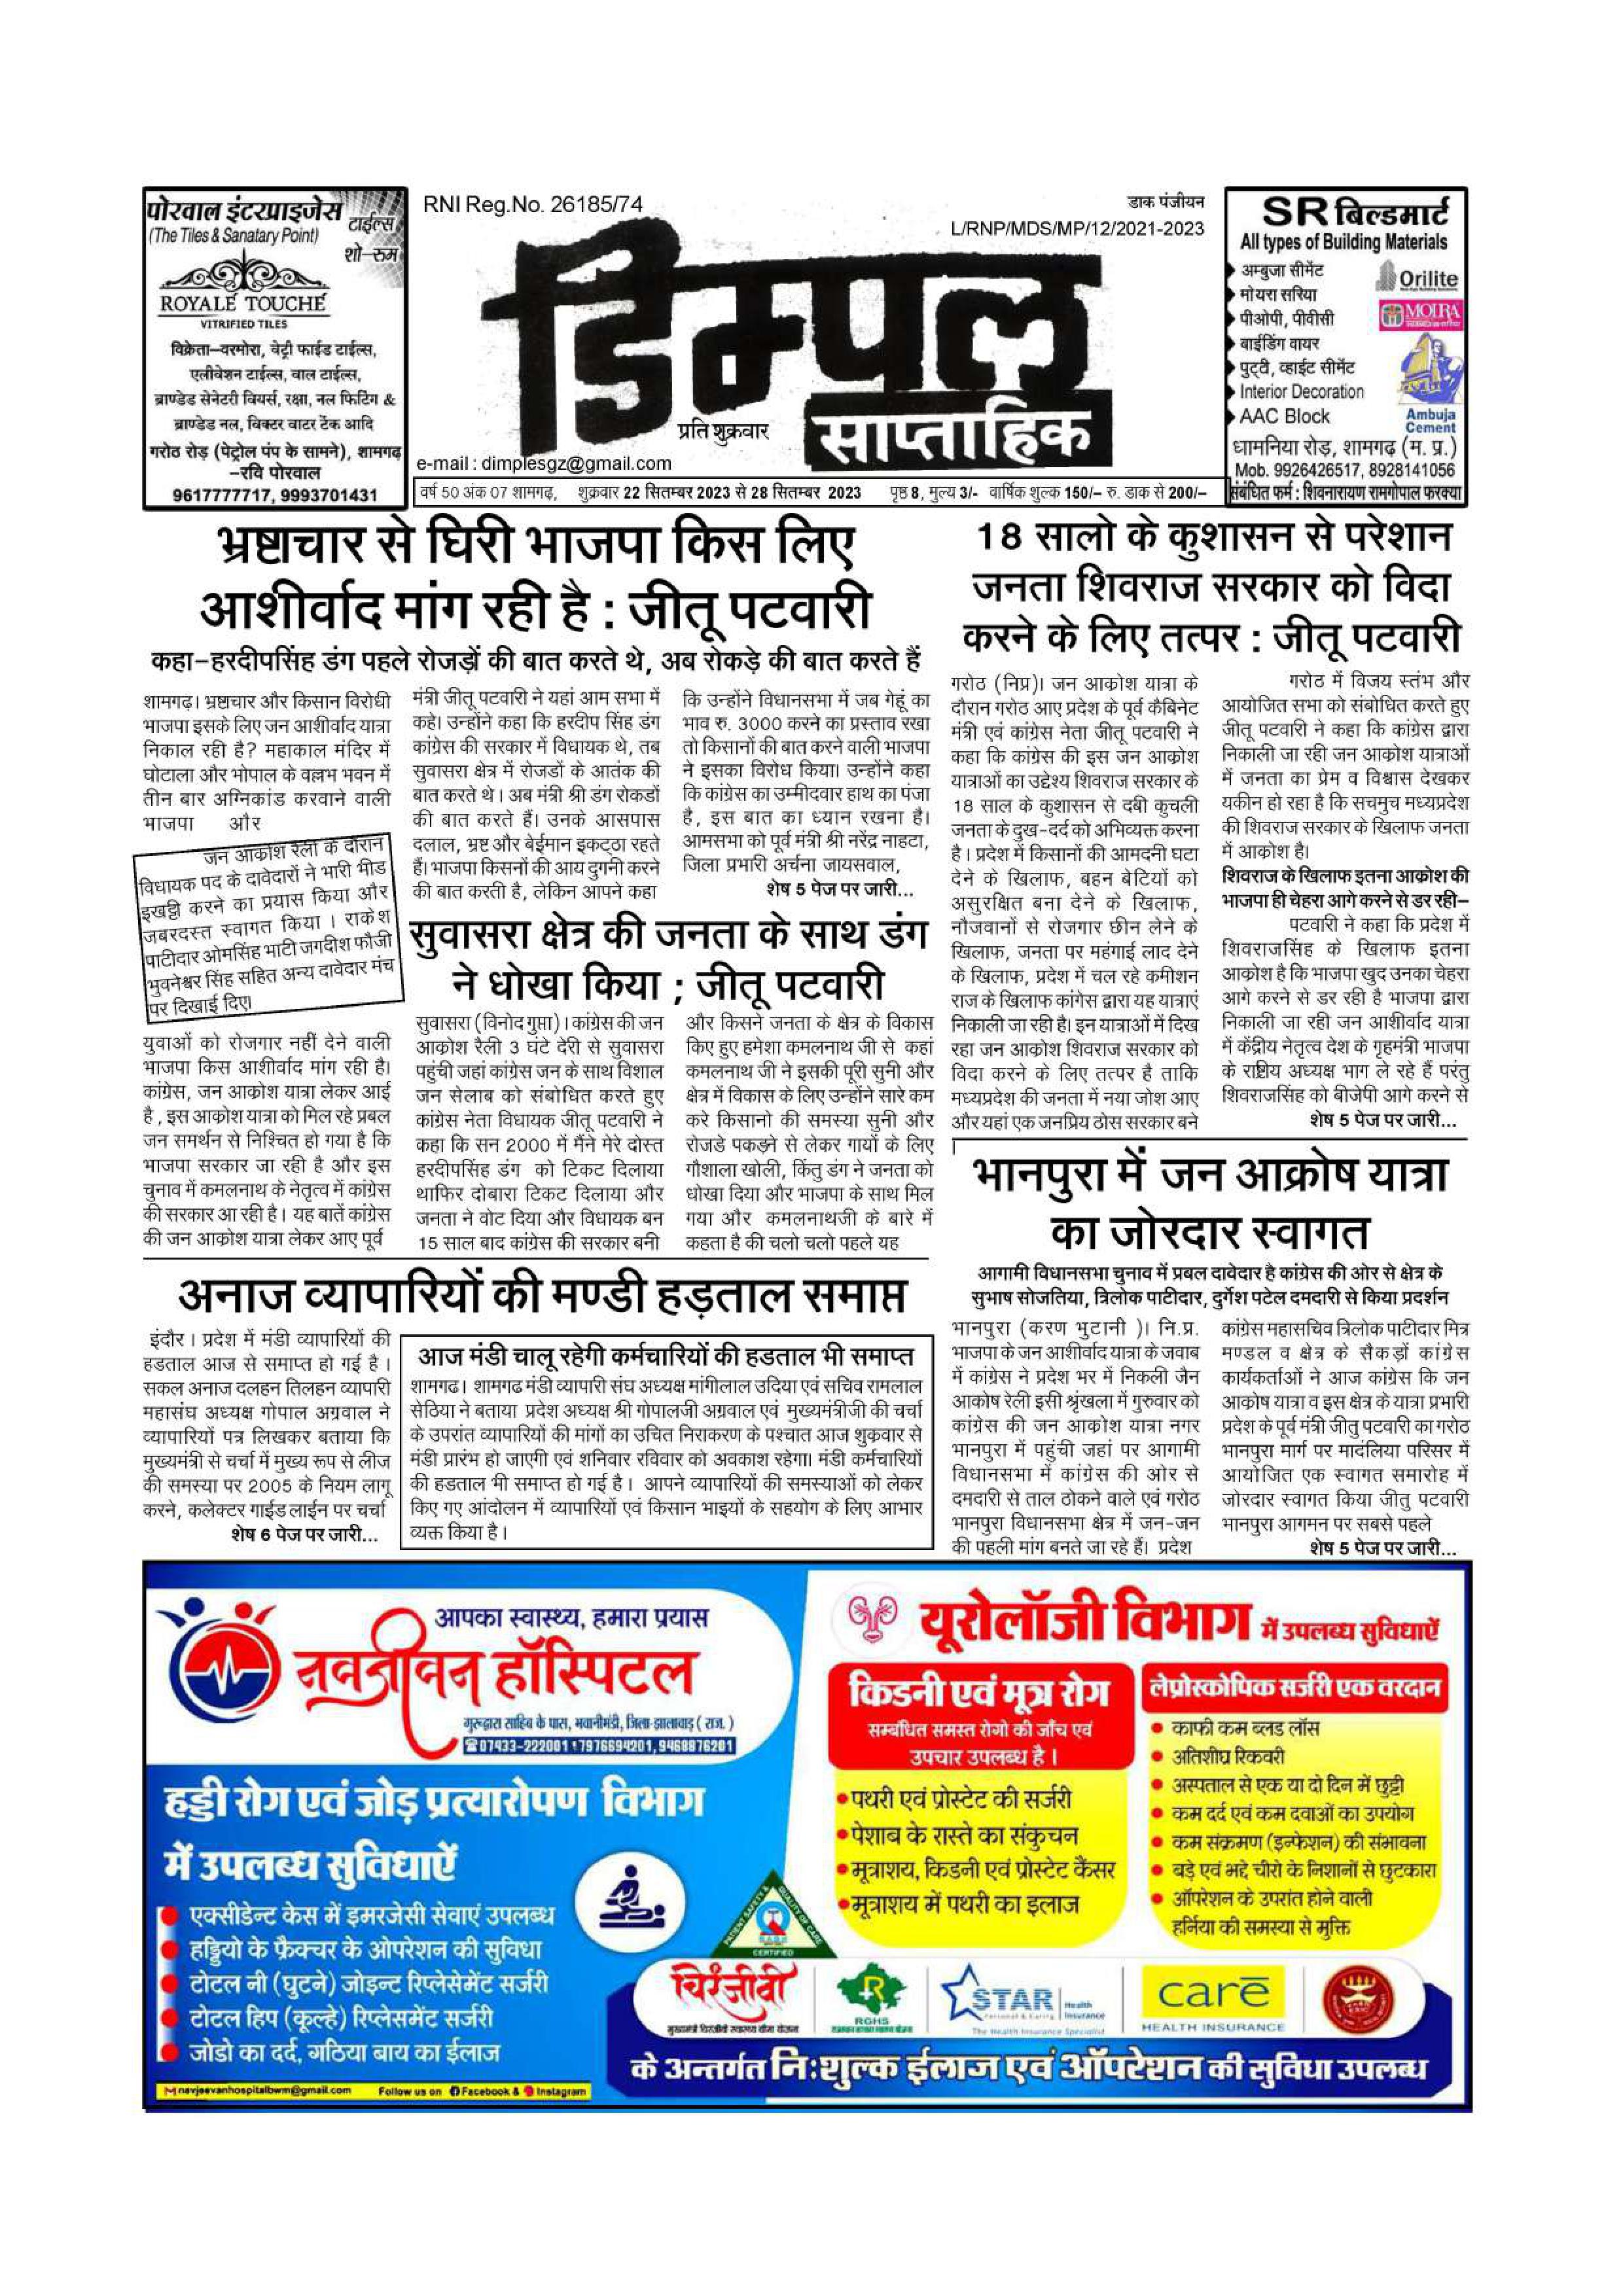 पोरवाल इंटरप्राइजेस
(The Tiles & Sanatary Point)
टाईल्स
शो-रुम
ROYALE TOUCHE
VITRIFIED TILES
विक्रेता–वरमोरा, वेट्री फाईड टाईल्स,
एलीवेशन टाईल्स, वाल टाईल्स,
ब्राण्डेड सेनेटरी वियर्स, रक्षा, नल फिटिंग &
ब्राण्डेड नल, विक्टर वाटर टेंक आदि
गरोठ रोड़ (पेट्रोल पंप के सामने), शामगढ़
–रवि पोरवाल
9617777717, 9993701431
RNI Reg.No. 26185/74
डाक पंजीयन
L/RNP/MDS/MP/12/2021-2023
डिम्पल
प्रति शुक्रवार
साप्ताहिक
e-mail : dimplesgz@gmail.com
वर्ष 50 अंक 07 शामगढ़, शुक्रवार 22 सितम्बर 2023 से 28 सितम्बर 2023 पृष्ठ 8, मुल्य 3/- वार्षिक शुल्क 150/– रु. डाक से 200/–
SR बिल्डमार्ट
All types of Building Materials
अम्बुजा सीमेंट
मोयरा सरिया
पीओपी, पीवीसी
बाईडिंग वायर
पुट्टी, व्हाईट सीमेंट
Interior Decoration
AAC Block
Orilite
MOIRA
Ambuja
Cement
धामनिया रोड़, शामगढ़ (म. प्र.)
Mob. 9926426517, 8928141056
संबंधित फर्म : शिवनारायण रामगोपाल फरक्या
भ्रष्टाचार से घिरी भाजपा किस लिए
आशीर्वाद मांग रही है : जीतू पटवारी
कहा–हरदीपसिंह डंग पहले रोजड़ों की बात करते थे, अब रोकड़े की बात करते हैं
शामगढ़। भ्रष्टाचार और किसान विरोधी
भाजपा इसके लिए जन आशीर्वाद यात्रा
निकाल रही है? महाकाल मंदिर में
घोटाला और भोपाल के वल्लभ भवन में
तीन बार अग्निकांड करवाने वाली
भाजपा और
जन आक्रोश रैली के दौरान
विधायक पद के दावेदारों ने भारी भीड
इखट्टी करने का प्रयास किया और
जबरदस्त स्वागत किया । राकेश
पाटीदार ओमसिंह भाटी जगदीश फौजी
भुवनेश्वर सिंह सहित अन्य दावेदार मंच
पर दिखाई दिए।
युवाओं को रोजगार नहीं देने वाली
भाजपा किस आशीर्वाद मांग रही है।
कांग्रेस, जन आक्रोश यात्रा लेकर आई
है , इस आक्रोश यात्रा को मिल रहे प्रबल
जन समर्थन से निश्चित हो गया है कि
भाजपा सरकार जा रही है और इस
चुनाव में कमलनाथ के नेतृत्व में कांग्रेस
की सरकार आ रही है । यह बातें कांग्रेस
की जन आक्रोश यात्रा लेकर आए पूर्व
मंत्री जीतू पटवारी ने यहां आम सभा में
कहे। उन्होंने कहा कि हरदीप सिंह डंग
कांग्रेस की सरकार में विधायक थे, तब
सुवासरा क्षेत्र में रोजडों के आतंक की
बात करते थे । अब मंत्री श्री डंग रोकडों
की बात करते हैं। उनके आसपास
दलाल, भ्रष्ट और बेईमान इकट्ठा रहते
हैं। भाजपा किसनों की आय दुगनी करने
की बात करती है, लेकिन आपने कहा
कि उन्होंने विधानसभा में जब गेहूं का
भाव रु. 3000 करने का प्रस्ताव रखा
तो किसानों की बात करने वाली भाजपा
ने इसका विरोध किया। उन्होंने कहा
कि कांग्रेस का उम्मीदवार हाथ का पंजा
है, इस बात का ध्यान रखना है।
आमसभा को पूर्व मंत्री श्री नरेंद्र नाहटा,
जिला प्रभारी अर्चना जायसवाल,
शेष 5 पेज पर जारी...
सुवासरा क्षेत्र की जनता के साथ डंग
ने धोखा किया ; जीतू पटवारी
सुवासरा (विनोद गुप्ता) । कांग्रेस की जन
आक्रोश रैली 3 घंटे देरी से सुवासरा
पहुंची जहां कांग्रेस जन के साथ विशाल
जन सेलाब को संबोधित करते हुए
कांग्रेस नेता विधायक जीतू पटवारी ने
कहा कि सन 2000 में मैंने मेरे दोस्त
हरदीपसिंह डंग को टिकट दिलाया
थाफिर दोबारा टिकट दिलाया और
जनता ने वोट दिया और विधायक बन
15 साल बाद कांग्रेस की सरकार बनी
और किसने जनता के क्षेत्र के विकास
किए हुए हमेशा कमलनाथ जी से कहां
कमलनाथ जी ने इसकी पूरी सुनी और
क्षेत्र में विकास के लिए उन्होंने सारे कम
करे किसानो की समस्या सुनी और
रोजडे पकड़ने से लेकर गायों के लिए
गौशाला खोली, किंतु डंग ने जनता को
धोखा दिया और भाजपा के साथ मिल
गया और कमलनाथजी के बारे में
कहता है की चलो चलो पहले यह
18 सालो के कुशासन से परेशान
जनता शिवराज सरकार को विदा
करने के लिए तत्पर : जीतू पटवारी
गरोठ (निप्र)। जन आक्रोश यात्रा के
दौरान गरोठ आए प्रदेश के पूर्व कैबिनेट
मंत्री एवं कांग्रेस नेता जीतू पटवारी ने
कहा कि कांग्रेस की इस जन आक्रोश
यात्राओं का उद्देश्य शिवराज सरकार के
18 साल के कुशासन से दबी कुचली
जनता के दुख–दर्द को अभिव्यक्त करना
है । प्रदेश में किसानों की आमदनी घटा
देने के खिलाफ, बहन बेटियों को
असुरक्षित बना देने के खिलाफ,
नौजवानों से रोजगार छीन लेने के
खिलाफ, जनता पर महंगाई लाद देने
के खिलाफ, प्रदेश में चल रहे कमीशन
राज के खिलाफ कांगेस द्वारा यह यात्राएं
निकाली जा रही है। इन यात्राओं में दिख
रहा जन आक्रोश शिवराज सरकार को
विदा करने के लिए तत्पर है ताकि
मध्यप्रदेश की जनता में नया जोश आए
और यहां एक जनप्रिय ठोस सरकार बने
गरोठ में विजय स्तंभ और
आयोजित सभा को संबोधित करते हुए
जीतू पटवारी ने कहा कि कांग्रेस द्वारा
निकाली जा रही जन आक्रोश यात्राओं
में जनता का प्रेम व विश्वास देखकर
यकीन हो रहा है कि सचमुच मध्यप्रदेश
की शिवराज सरकार के खिलाफ जनता
में आक्रोश है।
शिवराज के खिलाफ इतना आक्रोश की
भाजपा ही चेहरा आगे करने से डर रही–
पटवारी ने कहा कि प्रदेश में
शिवराजसिंह के खिलाफ इतना
आक्रोश है कि भाजपा खुद उनका चेहरा
आगे करने से डर रही है भाजपा द्वारा
निकाली जा रही जन आशीर्वाद यात्रा
में केंद्रीय नेतृत्व देश के गृहमंत्री भाजपा
के राष्टिय अध्यक्ष भाग ले रहे हैं परंतु
शिवराजसिंह को बीजेपी आगे करने से
शेष 5 पेज पर जारी...
भानपुरा में जन आक्रोष यात्रा
का जोरदार स्वागत
आगामी विधानसभा चुनाव में प्रबल दावेदार है कांग्रेस की ओर से क्षेत्र के
सुभाष सोजतिया, त्रिलोक पाटीदार, दुर्गेश पटेल दमदारी से किया प्रदर्शन
भानपुरा (करण भुटानी )। नि.प्र.
भाजपा के जन आशीर्वाद यात्रा के जवाब
में कांग्रेस ने प्रदेश भर में निकली जैन
आकोष रेली इसी श्रृंखला में गुरुवार को
कांग्रेस की जन आकोश यात्रा नगर
भानपुरा में पहुंची जहां पर आगामी
विधानसभा में कांग्रेस की ओर से
दमदारी से ताल ठोकने वाले एवं गरोठ
भानपुरा विधानसभा क्षेत्र में जन–जन
की पहली मांग बनते जा रहे हैं। प्रदेश
कांग्रेस महासचिव त्रिलोक पाटीदार मित्र
मण्डल व क्षेत्र के सैकड़ों कांग्रेस
कार्यकर्ताओं ने आज कांग्रेस कि जन
आकोष यात्रा व इस क्षेत्र के यात्रा प्रभारी
प्रदेश के पूर्व मंत्री जीतु पटवारी का गरोठ
भानपुरा मार्ग पर मादंलिया परिसर में
आयोजित एक स्वागत समारोह में
जोरदार स्वागत किया जीतु पटवारी
भानपुरा आगमन पर सबसे पहले
शेष 5 पेज पर जारी...
अनाज व्यापारियों की मण्डी हड़ताल समाप्त
इंदौर । प्रदेश में मंडी व्यापारियों की
हडताल आज से समाप्त हो गई है ।
सकल अनाज दलहन तिलहन व्यापारी
महासंघ अध्यक्ष गोपाल अग्रवाल ने
व्यापारियों पत्र लिखकर बताया कि
मुख्यमंत्री से चर्चा में मुख्य रूप से लीज
की समस्या पर 2005 के नियम लागू
करने, कलेक्टर गाईड लाईन पर चर्चा
शेष 6 पेज पर जारी...
आज मंडी चालू रहेगी कर्मचारियों की हडताल भी समाप्त
शामगढ। शामगढ मंडी व्यापारी संघ अध्यक्ष मांगीलाल उदिया एवं सचिव रामलाल
सेठिया ने बताया प्रदेश अध्यक्ष श्री गोपालजी अग्रवाल एवं मुख्यमंत्रीजी की चर्चा
के उपरांत व्यापारियों की मांगों का उचित निराकरण के पश्चात आज शुक्रवार से
मंडी प्रारंभ हो जाएगी एवं शनिवार रविवार को अवकाश रहेगा। मंडी कर्मचारियों
की हडताल भी समाप्त हो गई है । आपने व्यापारियों की समस्याओं को लेकर
किए गए आंदोलन में व्यापारियों एवं किसान भाइयों के सहयोग के लिए आभार
व्यक्त किया है ।
आपका स्वास्थ्य, हमारा प्रयास
नवजीवन हॉस्पिटल
गुरूद्वारा साहिब के पास, भवानीमंडी, जिला-झालावाड़ ( राज. )
07433-222001 7976694201, 9468876201
हड्डी रोग एवं जोड़ प्रत्यारोपण विभाग
में उपलब्ध सुविधाऐं
एक्सीडेन्ट केस में इमरजेसी सेवाएं उपलब्ध
हड्डियो के फ्रैक्चर के ओपरेशन की सुविधा
टोटल नी (घुटने) जोइन्ट रिप्लेसेमेंट सर्जरी
टोटल हिप (कूल्हे) रिप्लेसमेंट सर्जरी
जोडो का दर्द, गठिया बाय का ईलाज
navjeevanhospitalbwm@gmail.com Follow us on Facebook & Instagram
यूरोलॉजी विभाग में उपलब्ध सुविधाएँ
किडनी एवं मूत्र रोग
सम्बंधित समस्त रोगो की जाँच एवं
उपचार उपलब्ध है ।
पथरी एवं प्रोस्टेट की सर्जरी
पेशाब के रास्ते का संकुचन
मूत्राशय, किडनी एवं प्रोस्टेट कैंसर
मूत्राशय में पथरी का इलाज
लेप्रोस्कोपिक सर्जरी एक वरदान
काफी कम ब्लड लॉस
अतिशीघ्र रिकवरी
अस्पताल से एक या दो दिन में छुट्टी
कम दर्द एवं कम दवाओं का उपयोग
कम संक्रमण (इन्फेशन) की संभावना
बड़े एवं भद्दे चीरो के निशानों से छुटकारा
ऑपरेशन के उपरांत होने वाली
हर्निया की समस्या से मुक्ति
PATIENT SAFETY & QUALITY OF CARE
CERTIFIED
चिरंजीवी
RGHS
STAR Health Insurance
The Health Insurance Specialist
care
HEALTH INSURANCE
के अन्तर्गत निःशुल्क ईलाज एवं ऑपरेशन की सुविधा उपलब्ध